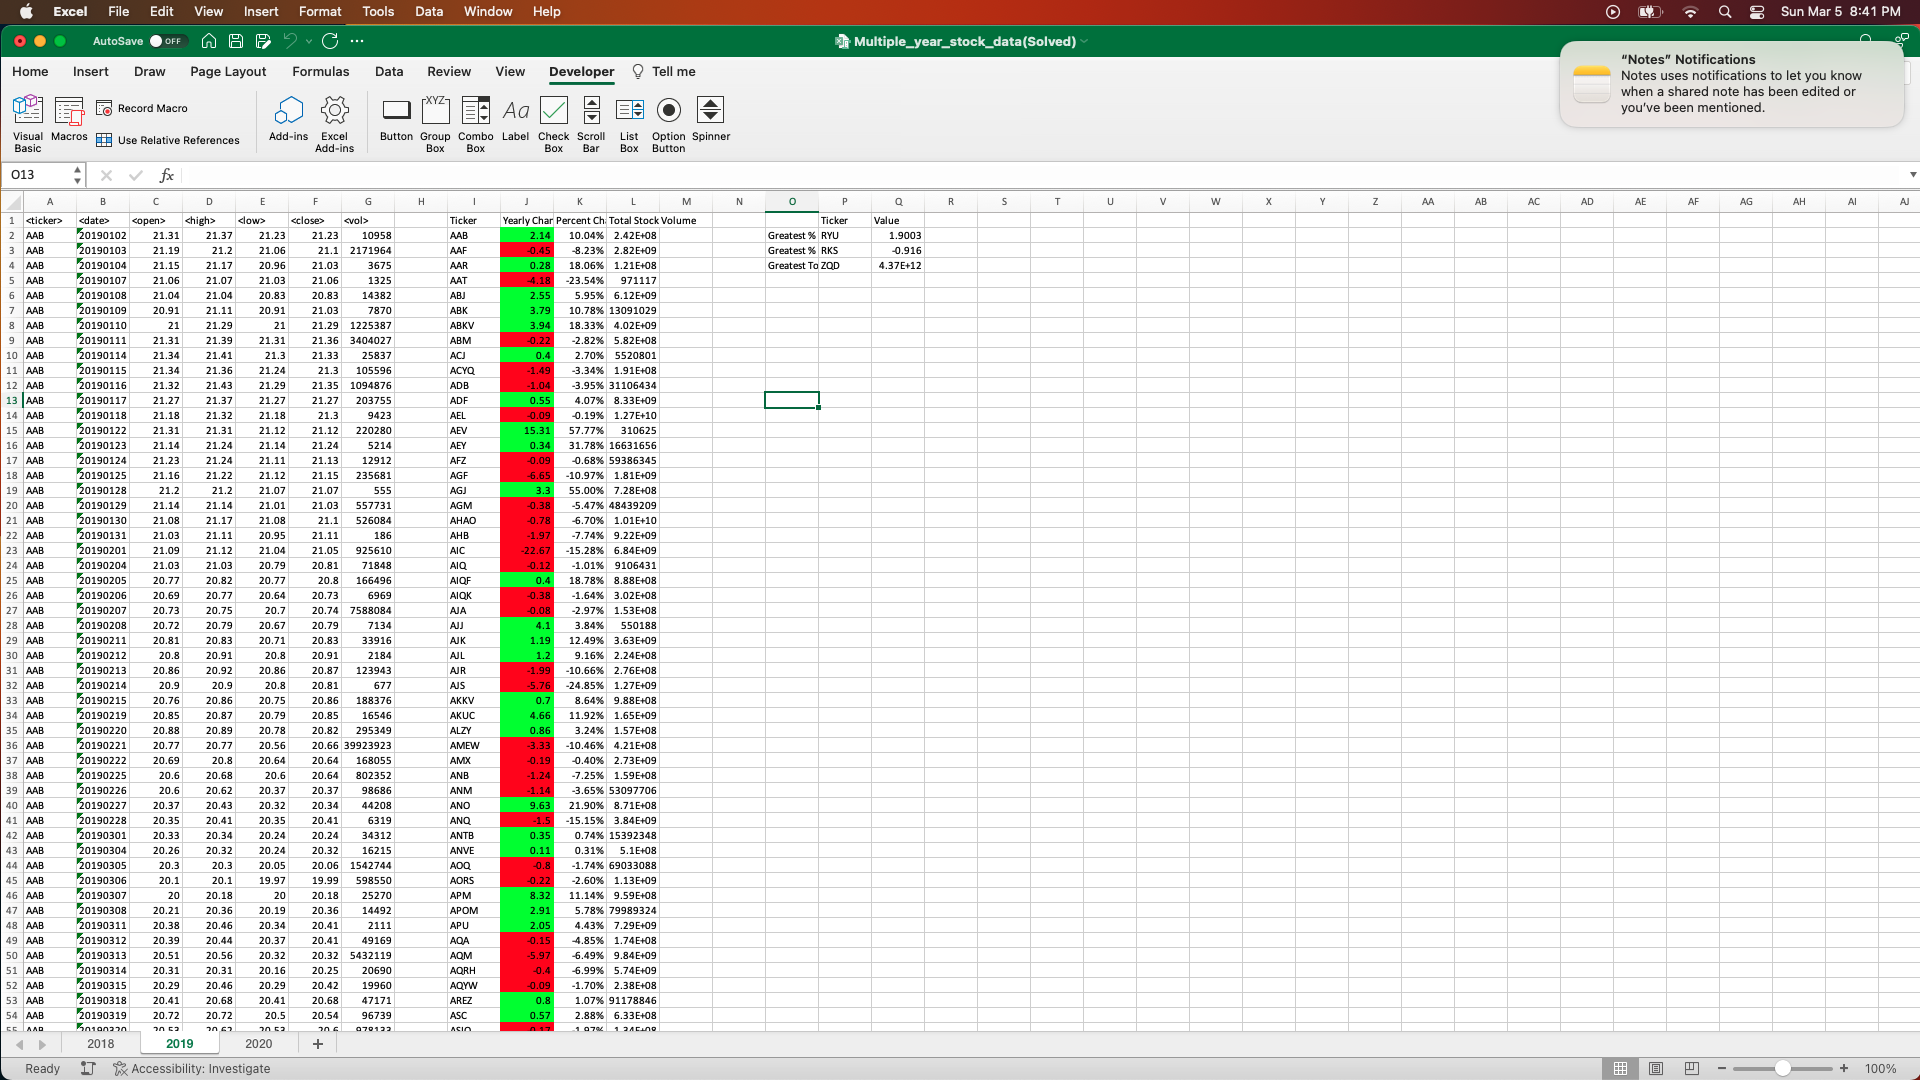 Excel File Edit View Insert Format Tools Data Window Help Sun Mar 5 8:41 PM
AutoSave OFF Multiple_year_stock_data(Solved)
"Notes" Notifications
Notes uses notifications to let you know
when a shared note has been edited or
you've been mentioned.
Home Insert Draw Page Layout Formulas Data Review View Developer Tell me
Visual Basic Macros Record Macro Use Relative References Add-ins Excel Add-ins Button Group Box Combo Box Label Check Box Scroll Bar List Box Option Button Spinner
O13 fx
A B C D E F G H I J K L M N O P Q R S T U V W X Y Z AA AB AC AD AE AF AG AH AI AJ
1 <ticker> <date> <open> <high> <low> <close> <vol> Ticker Yearly Char Percent Ch Total Stock Volume Ticker Value
2 AAB 20190102 21.31 21.37 21.23 21.23 10958 AAB 2.14 10.04% 2.42E+08 Greatest % RYU 1.9003
3 AAB 20190103 21.19 21.2 21.06 21.1 2171964 AAF -0.45 -8.23% 2.82E+09 Greatest % RKS -0.916
4 AAB 20190104 21.15 21.17 20.96 21.03 3675 AAR 0.28 18.06% 1.21E+08 Greatest To ZQD 4.37E+12
5 AAB 20190107 21.06 21.07 21.03 21.06 1325 AAT -4.18 -23.54% 971117
6 AAB 20190108 21.04 21.04 20.83 20.83 14382 ABJ 2.55 5.95% 6.12E+09
7 AAB 20190109 20.91 21.11 20.91 21.03 7870 ABK 3.79 10.78% 13091029
8 AAB 20190110 21 21.29 21 21.29 1225387 ABKV 3.94 18.33% 4.02E+09
9 AAB 20190111 21.31 21.39 21.31 21.36 3404027 ABM -0.22 -2.82% 5.82E+08
10 AAB 20190114 21.34 21.41 21.3 21.33 25837 ACJ 0.4 2.70% 5520801
11 AAB 20190115 21.34 21.36 21.24 21.3 105596 ACYQ -1.49 -3.34% 1.91E+08
12 AAB 20190116 21.32 21.43 21.29 21.35 1094876 ADB -1.04 -3.95% 31106434
13 AAB 20190117 21.27 21.37 21.27 21.27 203755 ADF 0.55 4.07% 8.33E+09
14 AAB 20190118 21.18 21.32 21.18 21.3 9423 AEL -0.09 -0.19% 1.27E+10
15 AAB 20190122 21.31 21.31 21.12 21.12 220280 AEV 15.31 57.77% 310625
16 AAB 20190123 21.14 21.24 21.14 21.24 5214 AEY 0.34 31.78% 16631656
17 AAB 20190124 21.23 21.24 21.11 21.13 12912 AFZ -0.09 -0.68% 59386345
18 AAB 20190125 21.16 21.22 21.12 21.15 235681 AGF -6.65 -10.97% 1.81E+09
19 AAB 20190128 21.2 21.2 21.07 21.07 555 AGJ 3.3 55.00% 7.28E+08
20 AAB 20190129 21.14 21.14 21.01 21.03 557731 AGM -0.38 -5.47% 48439209
21 AAB 20190130 21.08 21.17 21.08 21.1 526084 AHAO -0.78 -6.70% 1.01E+10
22 AAB 20190131 21.03 21.11 20.95 21.11 186 AHB -1.97 -7.74% 9.22E+09
23 AAB 20190201 21.09 21.12 21.04 21.05 925610 AIC -22.67 -15.28% 6.84E+09
24 AAB 20190204 21.03 21.03 20.79 20.81 71848 AIQ -0.12 -1.01% 9106431
25 AAB 20190205 20.77 20.82 20.77 20.8 166496 AIQF 0.4 18.78% 8.88E+08
26 AAB 20190206 20.69 20.75 20.64 20.73 6969 AIQK -0.38 -1.64% 3.02E+08
27 AAB 20190207 20.73 20.75 20.7 20.74 7588084 AJA -0.08 -2.97% 1.53E+08
28 AAB 20190208 20.72 20.79 20.67 20.79 7134 AJJ 4.1 3.84% 550188
29 AAB 20190211 20.81 20.83 20.71 20.83 33916 AJK 1.19 12.49% 3.63E+09
30 AAB 20190212 20.8 20.91 20.8 20.91 2184 AJL 1.2 9.16% 2.24E+08
31 AAB 20190213 20.86 20.92 20.86 20.87 123943 AJR -1.99 -10.66% 2.76E+08
32 AAB 20190214 20.9 20.9 20.8 20.81 677 AJS -5.76 -24.85% 1.27E+09
33 AAB 20190215 20.76 20.86 20.75 20.86 188376 AKKV 0.7 8.64% 9.88E+08
34 AAB 20190219 20.85 20.87 20.79 20.85 16546 AKUC 4.66 11.92% 1.65E+09
35 AAB 20190220 20.88 20.89 20.78 20.82 295349 ALZY 0.86 3.24% 1.57E+08
36 AAB 20190221 20.77 20.77 20.56 20.66 39923923 AMEW -3.33 -10.46% 4.21E+08
37 AAB 20190222 20.69 20.8 20.64 20.64 168055 AMX -0.19 -0.40% 2.73E+09
38 AAB 20190225 20.6 20.68 20.6 20.64 802352 ANB -1.24 -7.25% 1.59E+08
39 AAB 20190226 20.6 20.62 20.37 20.37 98686 ANM -1.14 -3.65% 53097706
40 AAB 20190227 20.37 20.43 20.32 20.34 44208 ANO 9.63 21.90% 8.71E+08
41 AAB 20190228 20.35 20.41 20.35 20.41 6319 ANQ -1.5 -15.15% 3.84E+09
42 AAB 20190301 20.33 20.34 20.24 20.24 34312 ANTB 0.35 0.74% 15392348
43 AAB 20190304 20.26 20.32 20.24 20.32 16215 ANVE 0.11 0.31% 5.1E+08
44 AAB 20190305 20.3 20.3 20.05 20.06 1542744 AOQ -0.8 -1.74% 69033088
45 AAB 20190306 20.1 20.1 19.97 19.99 598550 AORS -0.22 -2.60% 1.13E+09
46 AAB 20190307 20 20.18 20 20.18 25270 APM 8.32 11.14% 9.59E+08
47 AAB 20190308 20.21 20.36 20.19 20.36 14492 APOM 2.91 5.78% 79989324
48 AAB 20190311 20.38 20.46 20.34 20.41 2111 APU 2.05 4.43% 7.29E+09
49 AAB 20190312 20.39 20.44 20.37 20.41 49169 AQA -0.15 -4.85% 1.74E+08
50 AAB 20190313 20.51 20.56 20.32 20.32 5432119 AQM -5.97 -6.49% 9.84E+09
51 AAB 20190314 20.31 20.31 20.16 20.25 20690 AQRH -0.4 -6.99% 5.74E+09
52 AAB 20190315 20.29 20.46 20.29 20.42 19960 AQYW -0.09 -1.70% 2.38E+08
53 AAB 20190318 20.41 20.68 20.41 20.68 47171 AREZ 0.8 1.07% 91178846
54 AAB 20190319 20.72 20.72 20.5 20.54 96739 ASC 0.57 2.88% 6.33E+08
2018 2019 2020 +
Ready Accessibility: Investigate 100%